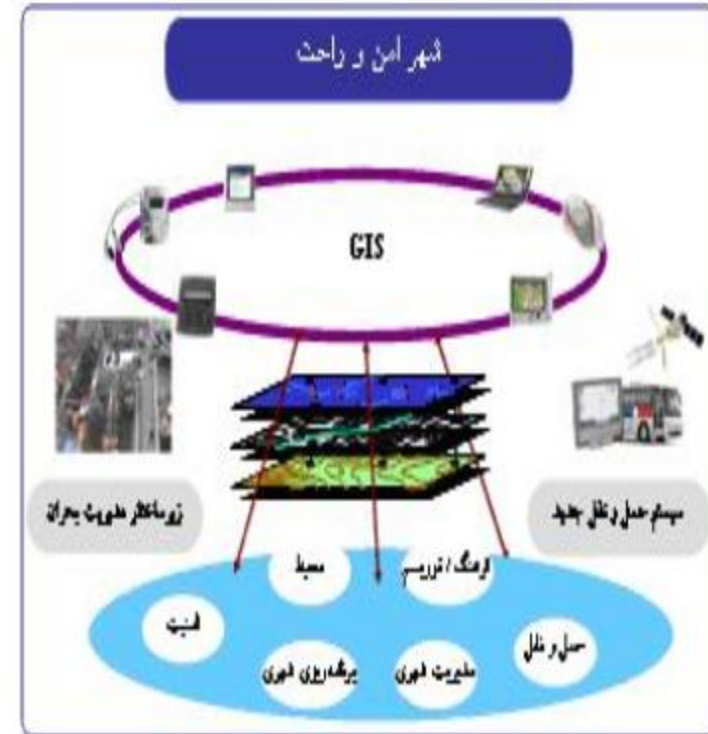 شهر امن و راحت
GIS
سیستم حمل و نقل جدید
زیرساختار مدیریت بحران
فرهنگ / توریسم
محیط
امنیت
حمل و نقل
مدیریت شهری
برنامه‌ریزی شهری